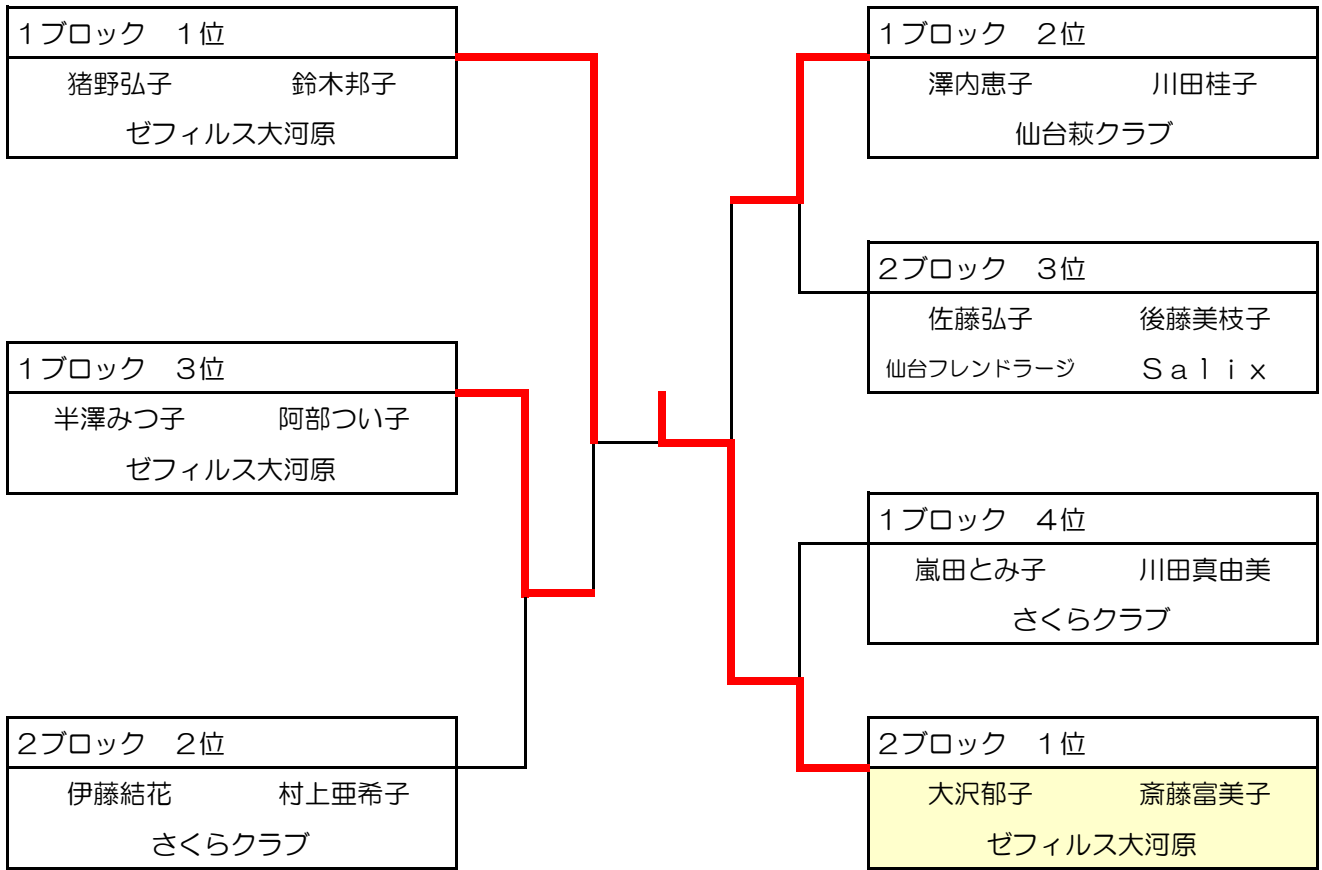 １ブロック　１位
猪野弘子　鈴木邦子
ゼフィルス大河原
１ブロック　３位
半澤みつ子　阿部つい子
ゼフィルス大河原
２ブロック　２位
伊藤結花　村上亜希子
さくらクラブ
１ブロック　２位
澤内恵子　川田桂子
仙台萩クラブ
２ブロック　３位
佐藤弘子　後藤美枝子
仙台フレンドラージ　Ｓａｌｉｘ
１ブロック　４位
嵐田とみ子　川田真由美
さくらクラブ
２ブロック　１位
大沢郁子　斎藤富美子
ゼフィルス大河原